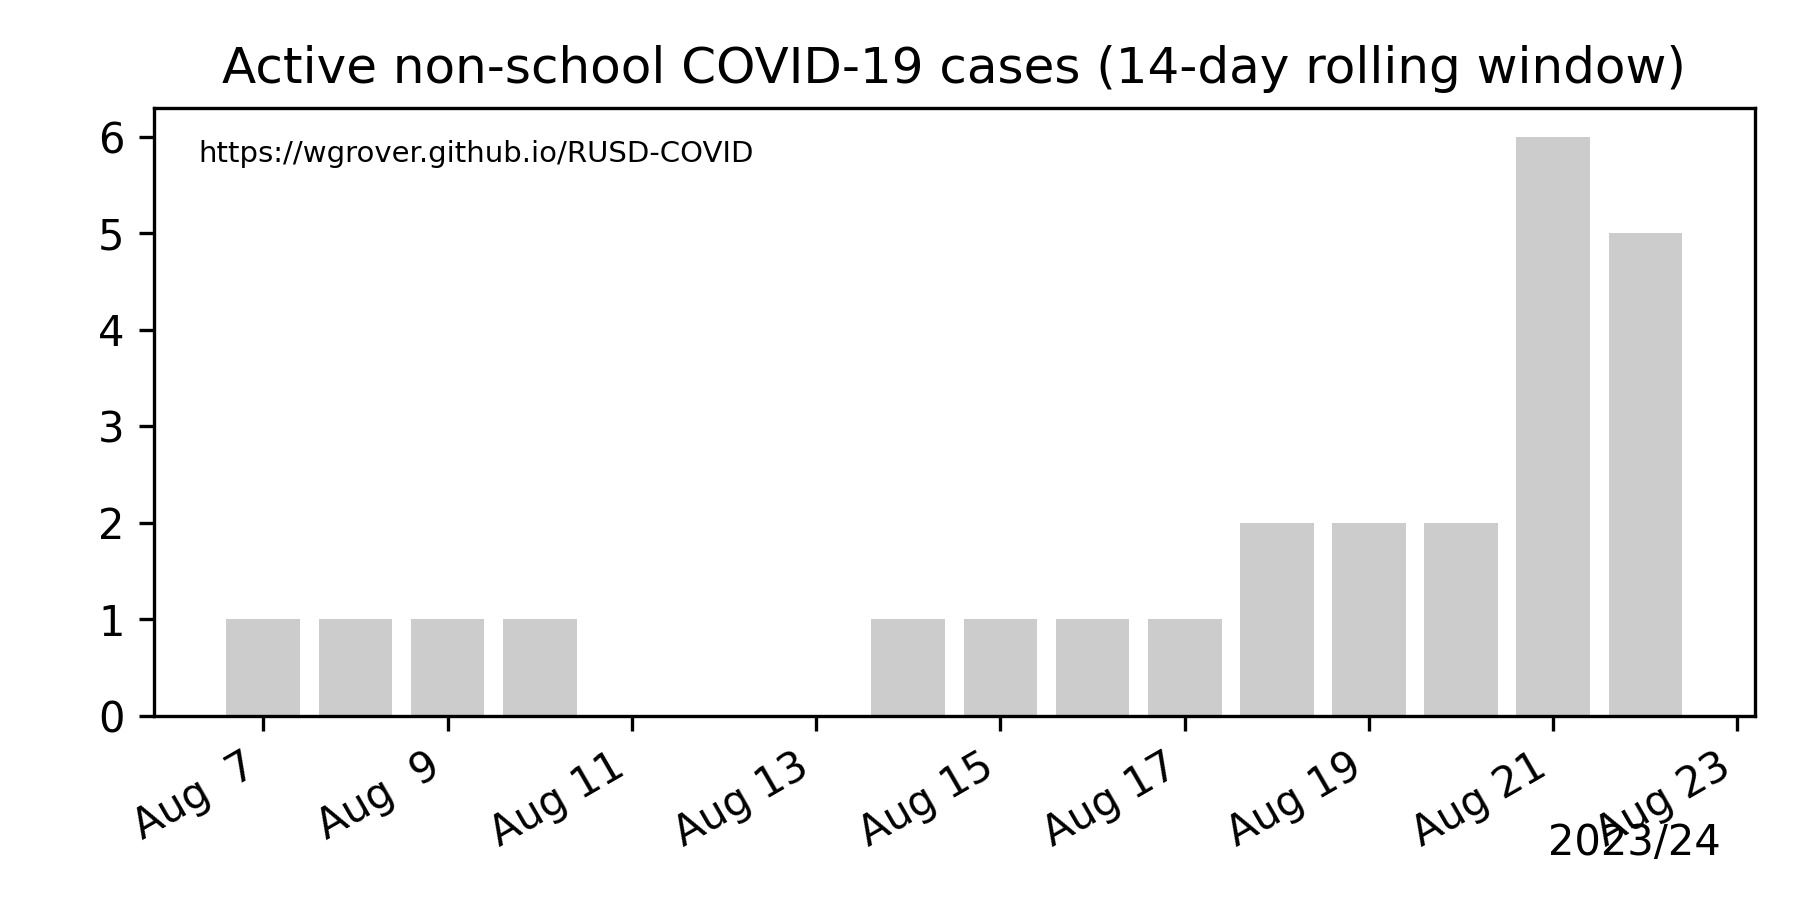 Active non-school COVID-19 cases (14-day rolling window)
https://wgrover.github.io/RUSD-COVID
6
5
4
3
2
1
0
Aug 7
Aug 9
Aug 11
Aug 13
Aug 15
Aug 17
Aug 19
Aug 21
Aug 23
2023/24